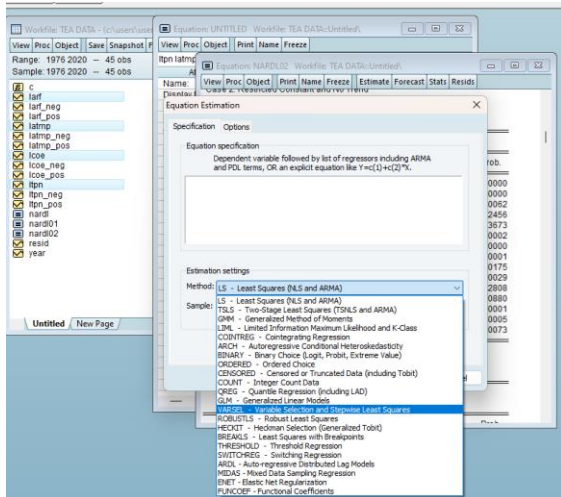 Workfile: TEA DATA - (c:\users\user
View Proc Object Save Snapshot F
Range: 1976 2020 -- 45 obs
Sample: 1976 2020 -- 45 obs
c
larf
larf_neg
larf_pos
latmp
latmp_neg
latmp_pos
lcoe
lcoe_neg
lcoe_pos
ltpn
ltpn_neg
ltpn_pos
nardl
nardl01
nardl02
resid
year
Untitled New Page
Equation: UNTITLED Workfile: TEA DATA::Untitled\
View Proc Object Print Name Freeze
ltpn latmp
Name:
Display
Equation: NARDL02 Workfile: TEA DATA::Untitled\
View Proc Object Print Name Freeze Estimate Forecast Stats Resids
Case 2: Restricted Constant and No Trend
rob.
0000
0000
0062
2456
3673
0002
0000
0001
0175
0029
2808
0880
0001
0005
0073
Prob.
Equation Estimation
Specification Options
Equation specification
Dependent variable followed by list of regressors including ARMA
and PDL terms, OR an explicit equation like Y=c(1)+c(2)*X.
Estimation settings
Method: LS - Least Squares (NLS and ARMA)
Sample:
LS - Least Squares (NLS and ARMA)
TSLS - Two-Stage Least Squares (TSNLS and ARMA)
GMM - Generalized Method of Moments
LIML - Limited Information Maximum Likelihood and K-Class
COINTREG - Cointegrating Regression
ARCH - Autoregressive Conditional Heteroskedasticity
BINARY - Binary Choice (Logit, Probit, Extreme Value)
ORDERED - Ordered Choice
CENSORED - Censored or Truncated Data (including Tobit)
COUNT - Integer Count Data
QREG - Quantile Regression (including LAD)
GLM - Generalized Linear Models
VARSEL - Variable Selection and Stepwise Least Squares
ROBUSTLS - Robust Least Squares
HECKIT - Heckman Selection (Generalized Tobit)
BREAKLS - Least Squares with Breakpoints
THRESHOLD - Threshold Regression
SWITCHREG - Switching Regression
ARDL - Auto-regressive Distributed Lag Models
MIDAS - Mixed Data Sampling Regression
ENET - Elastic Net Regularization
FUNCOEF - Functional Coefficients